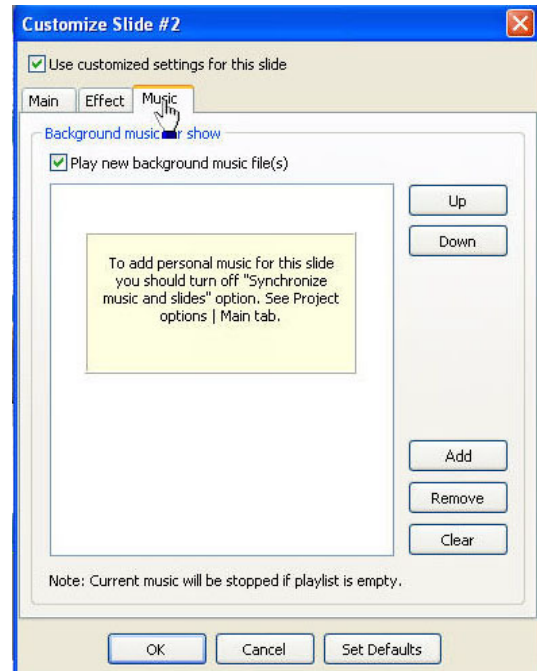 Customize Slide #2
Use customized settings for this slide
Main Effect Music
Background music for show
Play new background music file(s)
Up
Down
To add personal music for this slide
you should turn off "Synchronize
music and slides" option. See Project
options | Main tab.
Add
Remove
Clear
Note: Current music will be stopped if playlist is empty.
OK Cancel Set Defaults